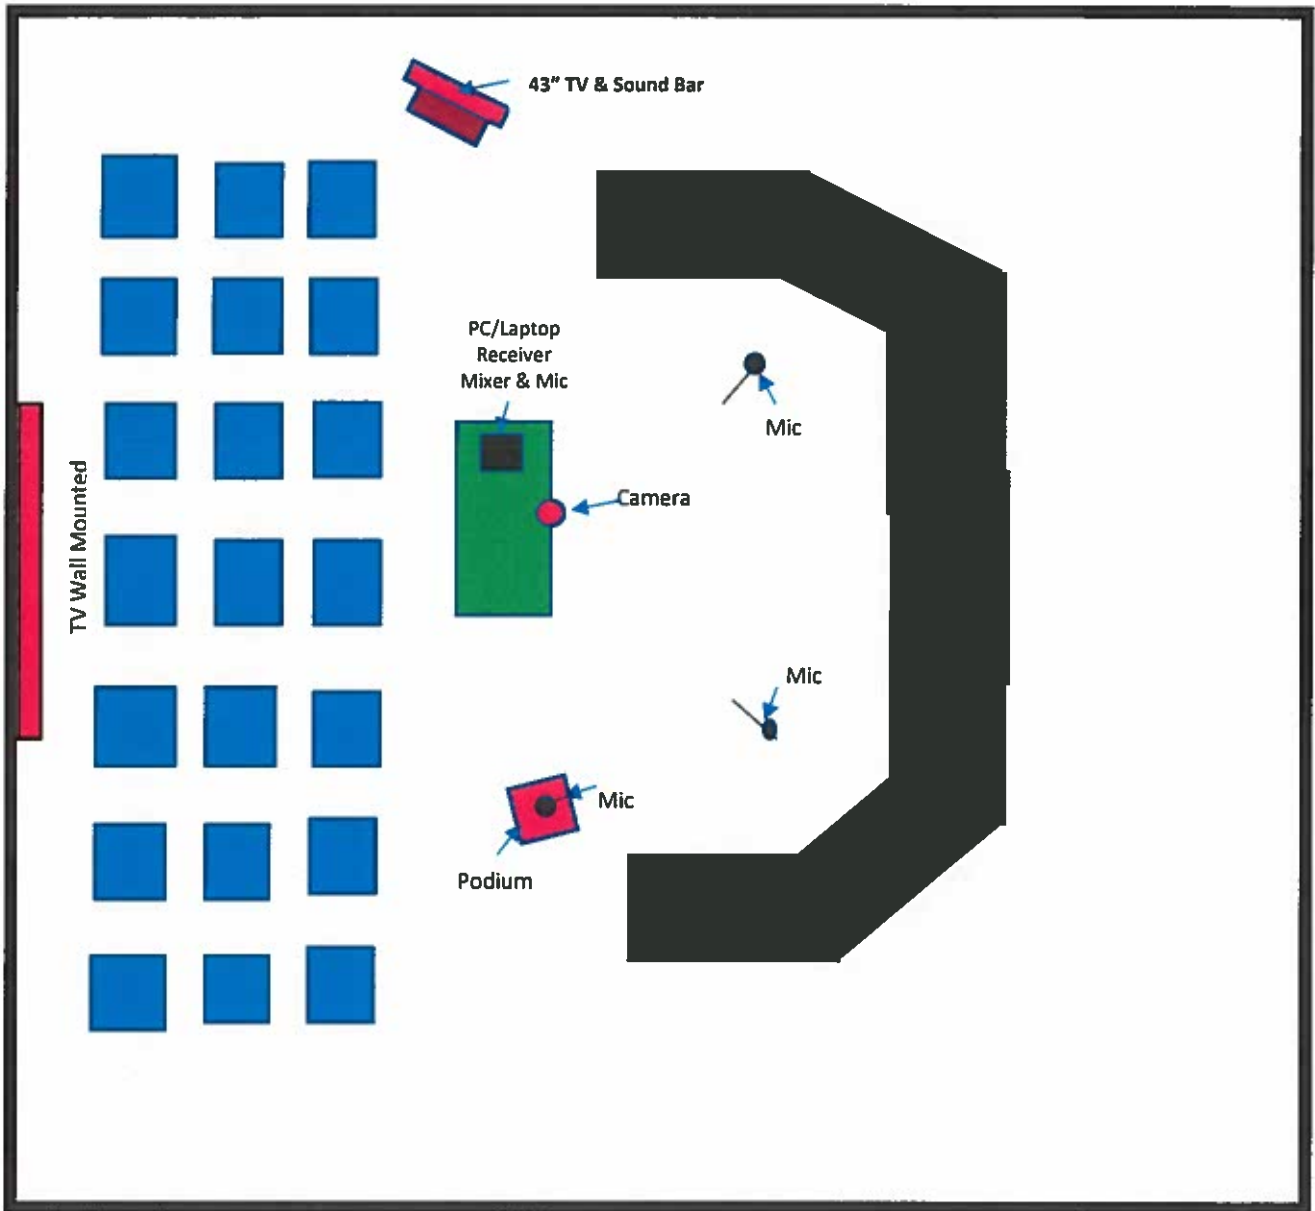 43" TV & Sound Bar
PC/Laptop
Receiver
Mixer & Mic
Mic
Camera
TV Wall Mounted
Mic
Mic
Podium